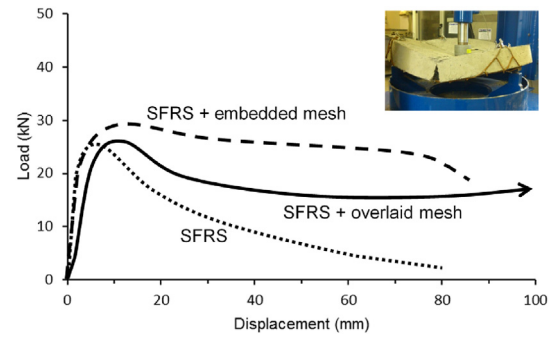 50
40
30
20
10
0
Load (kN)
SFRS + embedded mesh
SFRS + overlaid mesh
SFRS
0 20 40 60 80 100
Displacement (mm)